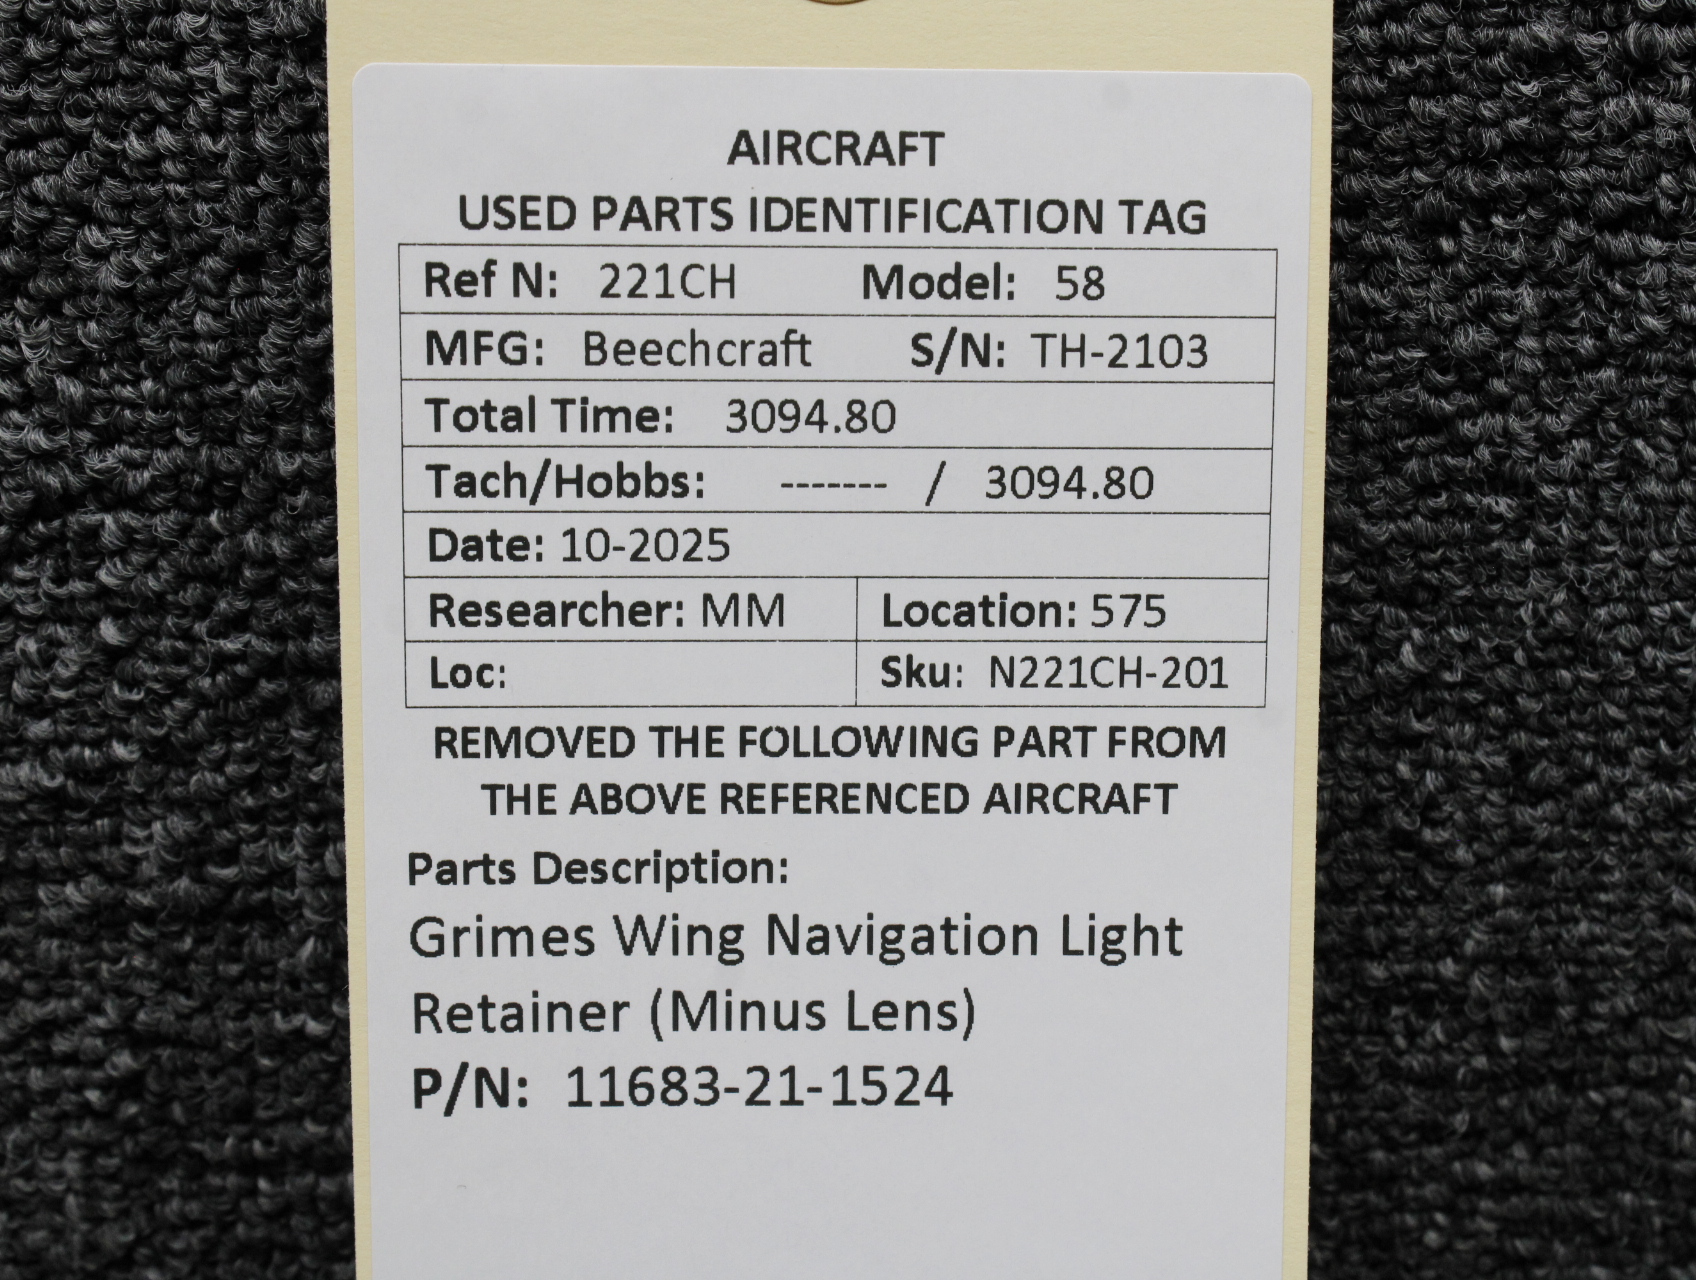 AIRCRAFT
USED PARTS IDENTIFICATION TAG
Ref N: 221CH Model: 58
MFG: Beechcraft S/N: TH-2103
Total Time: 3094.80
Tach/Hobbs: ------- / 3094.80
Date: 10-2025
Researcher: MM Location: 575
Loc: Sku: N221CH-201
REMOVED THE FOLLOWING PART FROM
THE ABOVE REFERENCED AIRCRAFT
Parts Description:
Grimes Wing Navigation Light
Retainer (Minus Lens)
P/N: 11683-21-1524